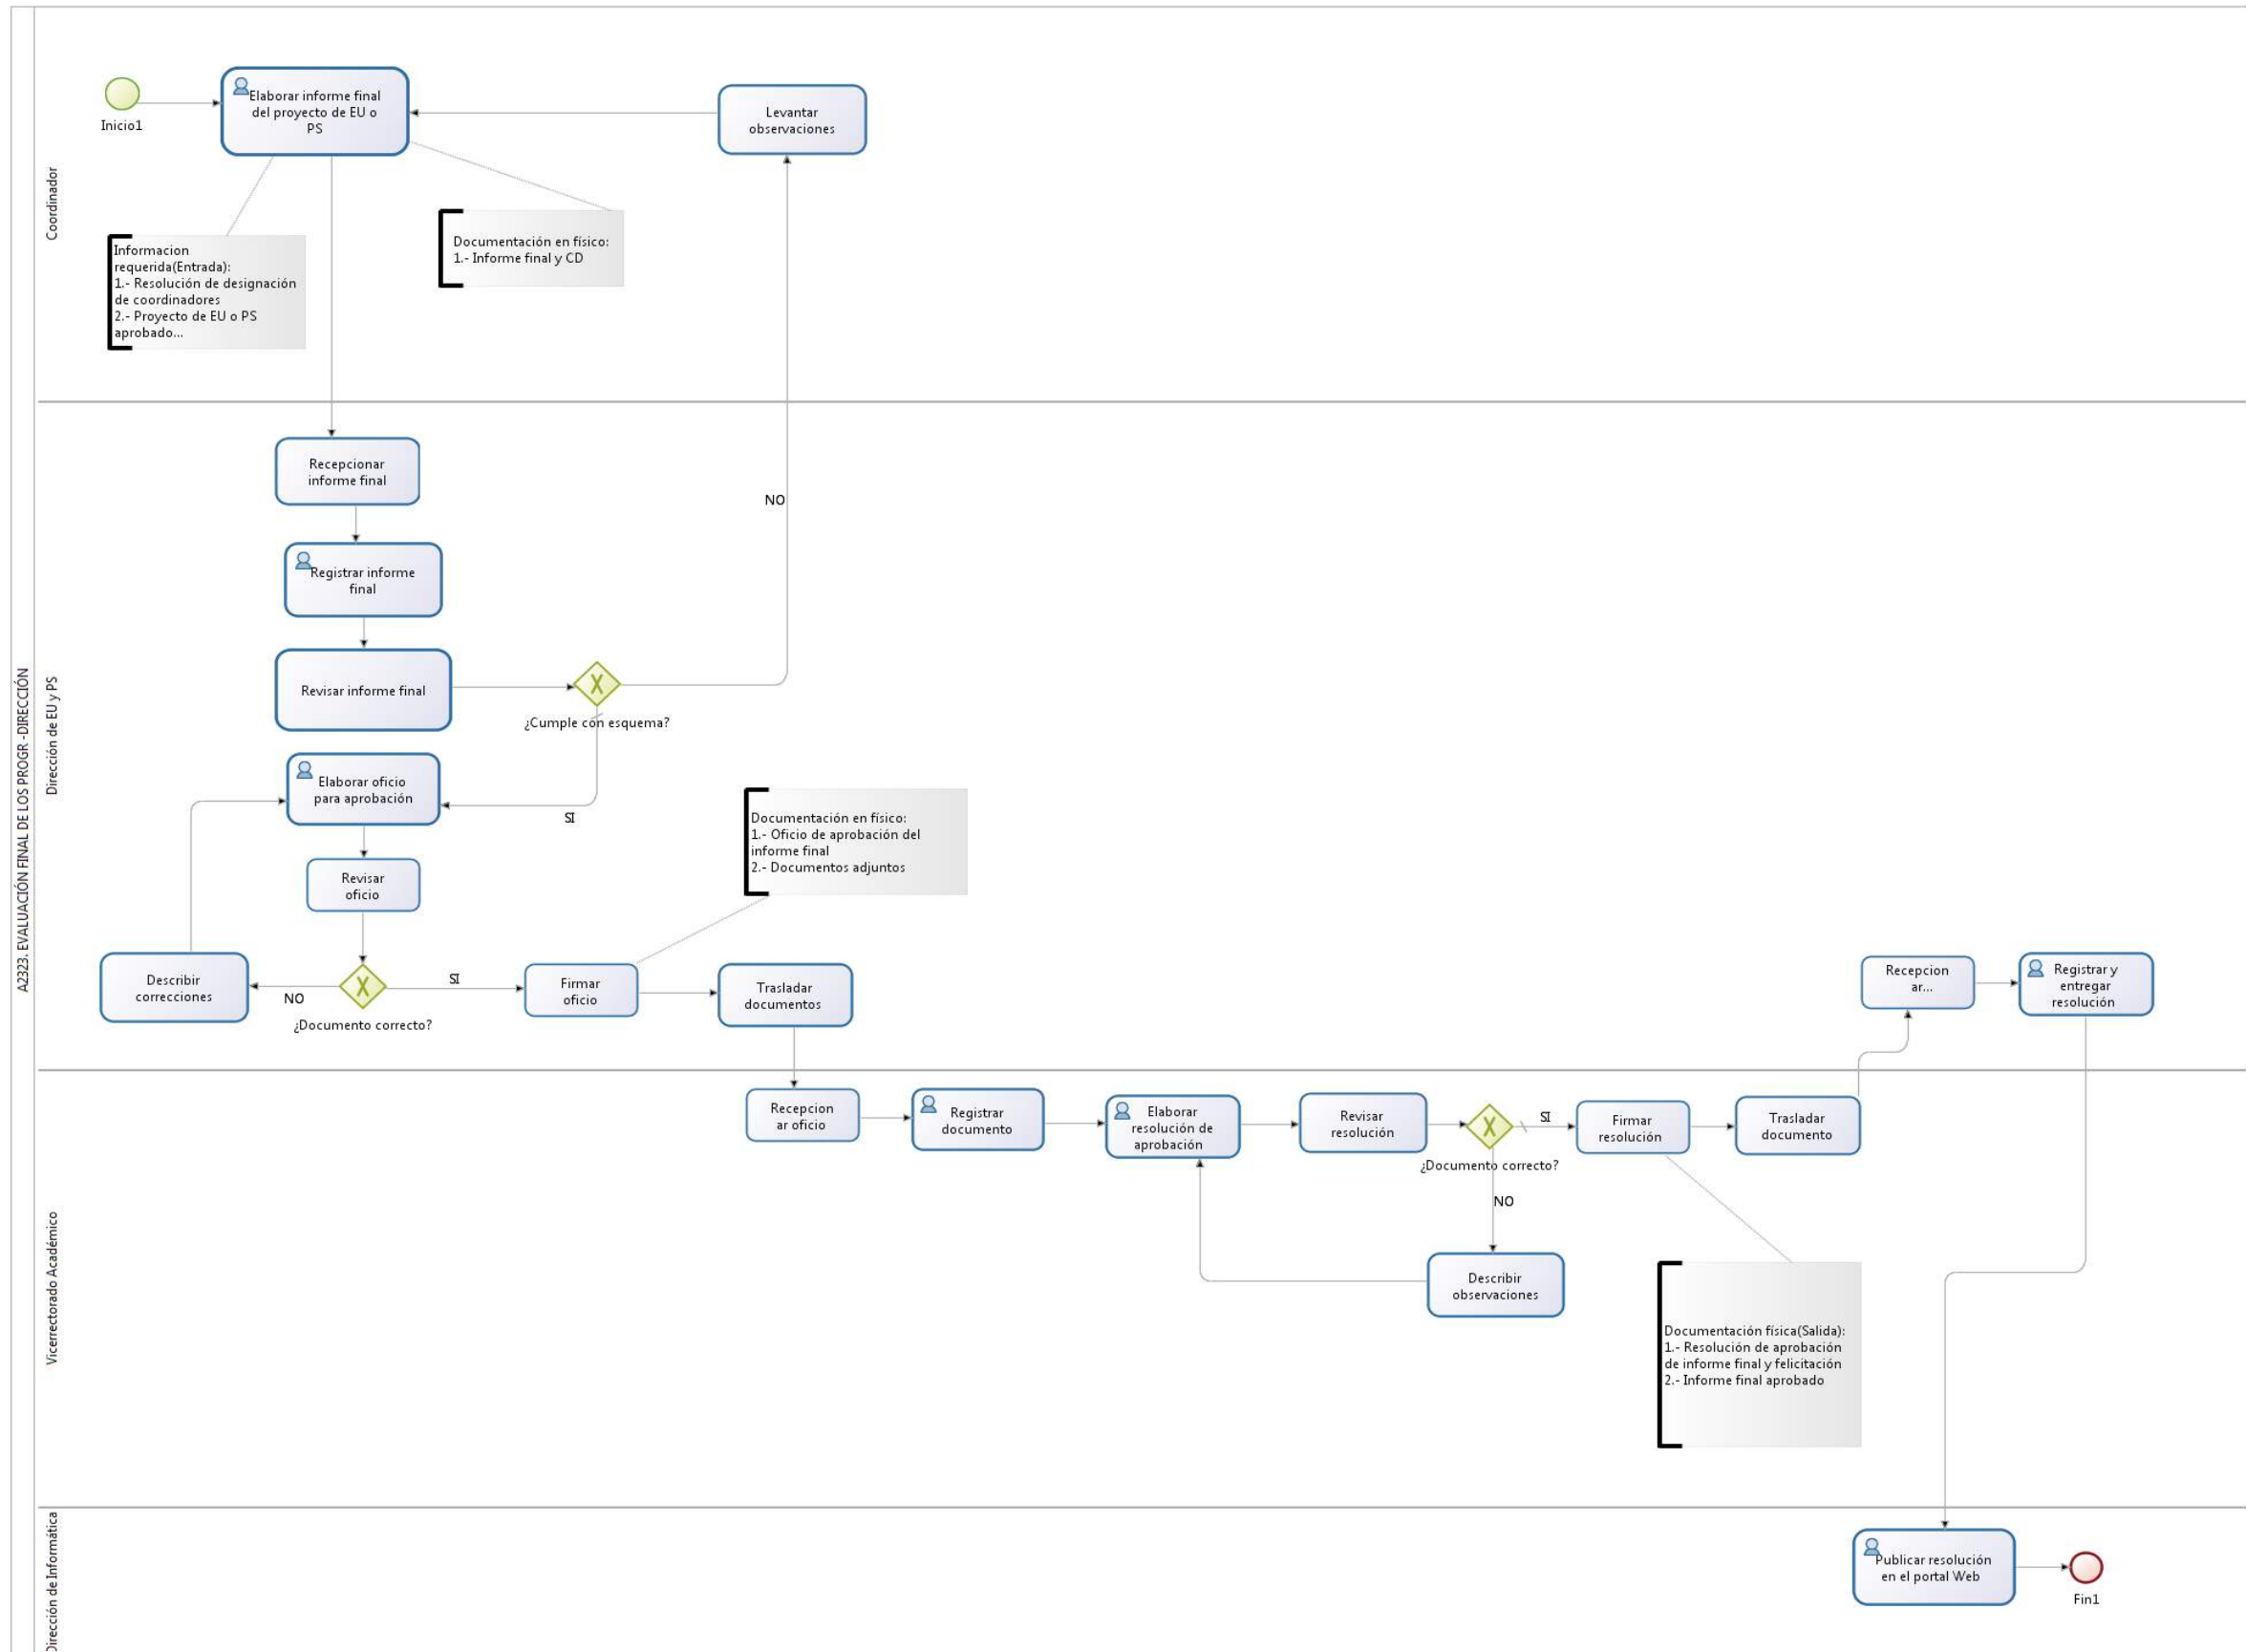 A2323. EVALUACIÓN FINAL DE LOS PROGR -DIRECCIÓN
Coordinador
Inicio1
Elaborar informe final
del proyecto de EU o
PS
Levantar
observaciones
Informacion
requerida(Entrada):
1.- Resolución de designación
de coordinadores
2.- Proyecto de EU o PS
aprobado...
Documentación en físico:
1.- Informe final y CD
Dirección de EU y PS
Recepcionar
informe final
NO
Registrar informe
final
Revisar informe final
¿Cumple con esquema?
SI
Elaborar oficio
para aprobación
Documentación en físico:
1.- Oficio de aprobación del
informe final
2.- Documentos adjuntos
Revisar
oficio
Describir
correcciones
NO
¿Documento correcto?
SI
Firmar
oficio
Trasladar
documentos
Recepcion
ar...
Registrar y
entregar
resolución
Vicerrectorado Académico
Recepcion
ar oficio
Registrar
documento
Elaborar
resolución de
aprobación
Revisar
resolución
¿Documento correcto?
SI
NO
Firmar
resolución
Trasladar
documento
Describir
observaciones
Documentación física(Salida):
1.- Resolución de aprobación
de informe final y felicitación
2.- Informe final aprobado
Dirección de Informática
Publicar resolución
en el portal Web
Fin1